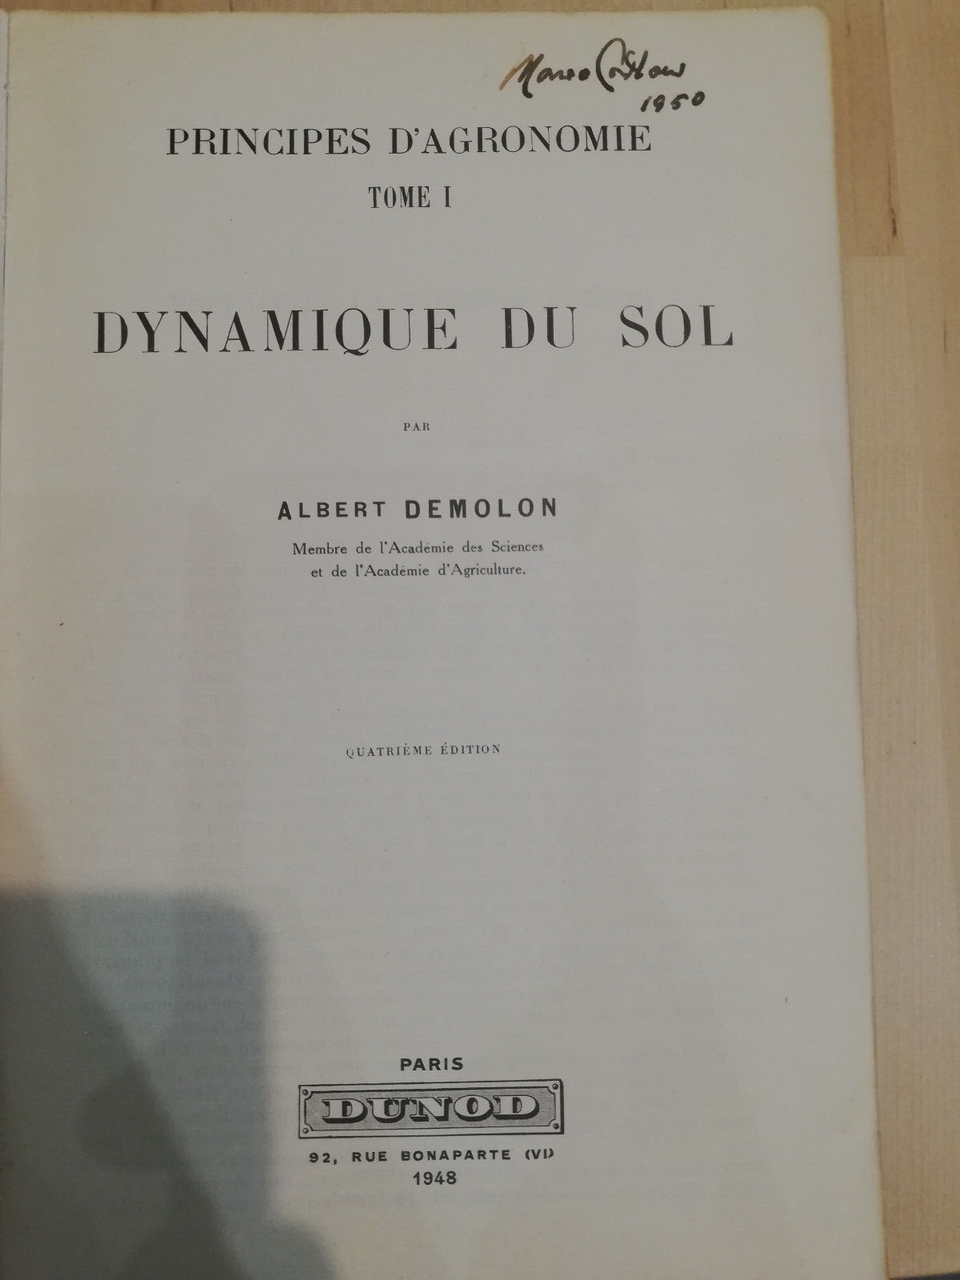 1950
PRINCIPES D'AGRONOMIE
TOME I
DYNAMIQUE DU SOL
PAR
ALBERT DEMOLON
Membre de l'Académie des Sciences
et de l'Académie d'Agriculture.
QUATRIÈME ÉDITION
PARIS
DUNOD
92, RUE BONAPARTE (VI)
1948